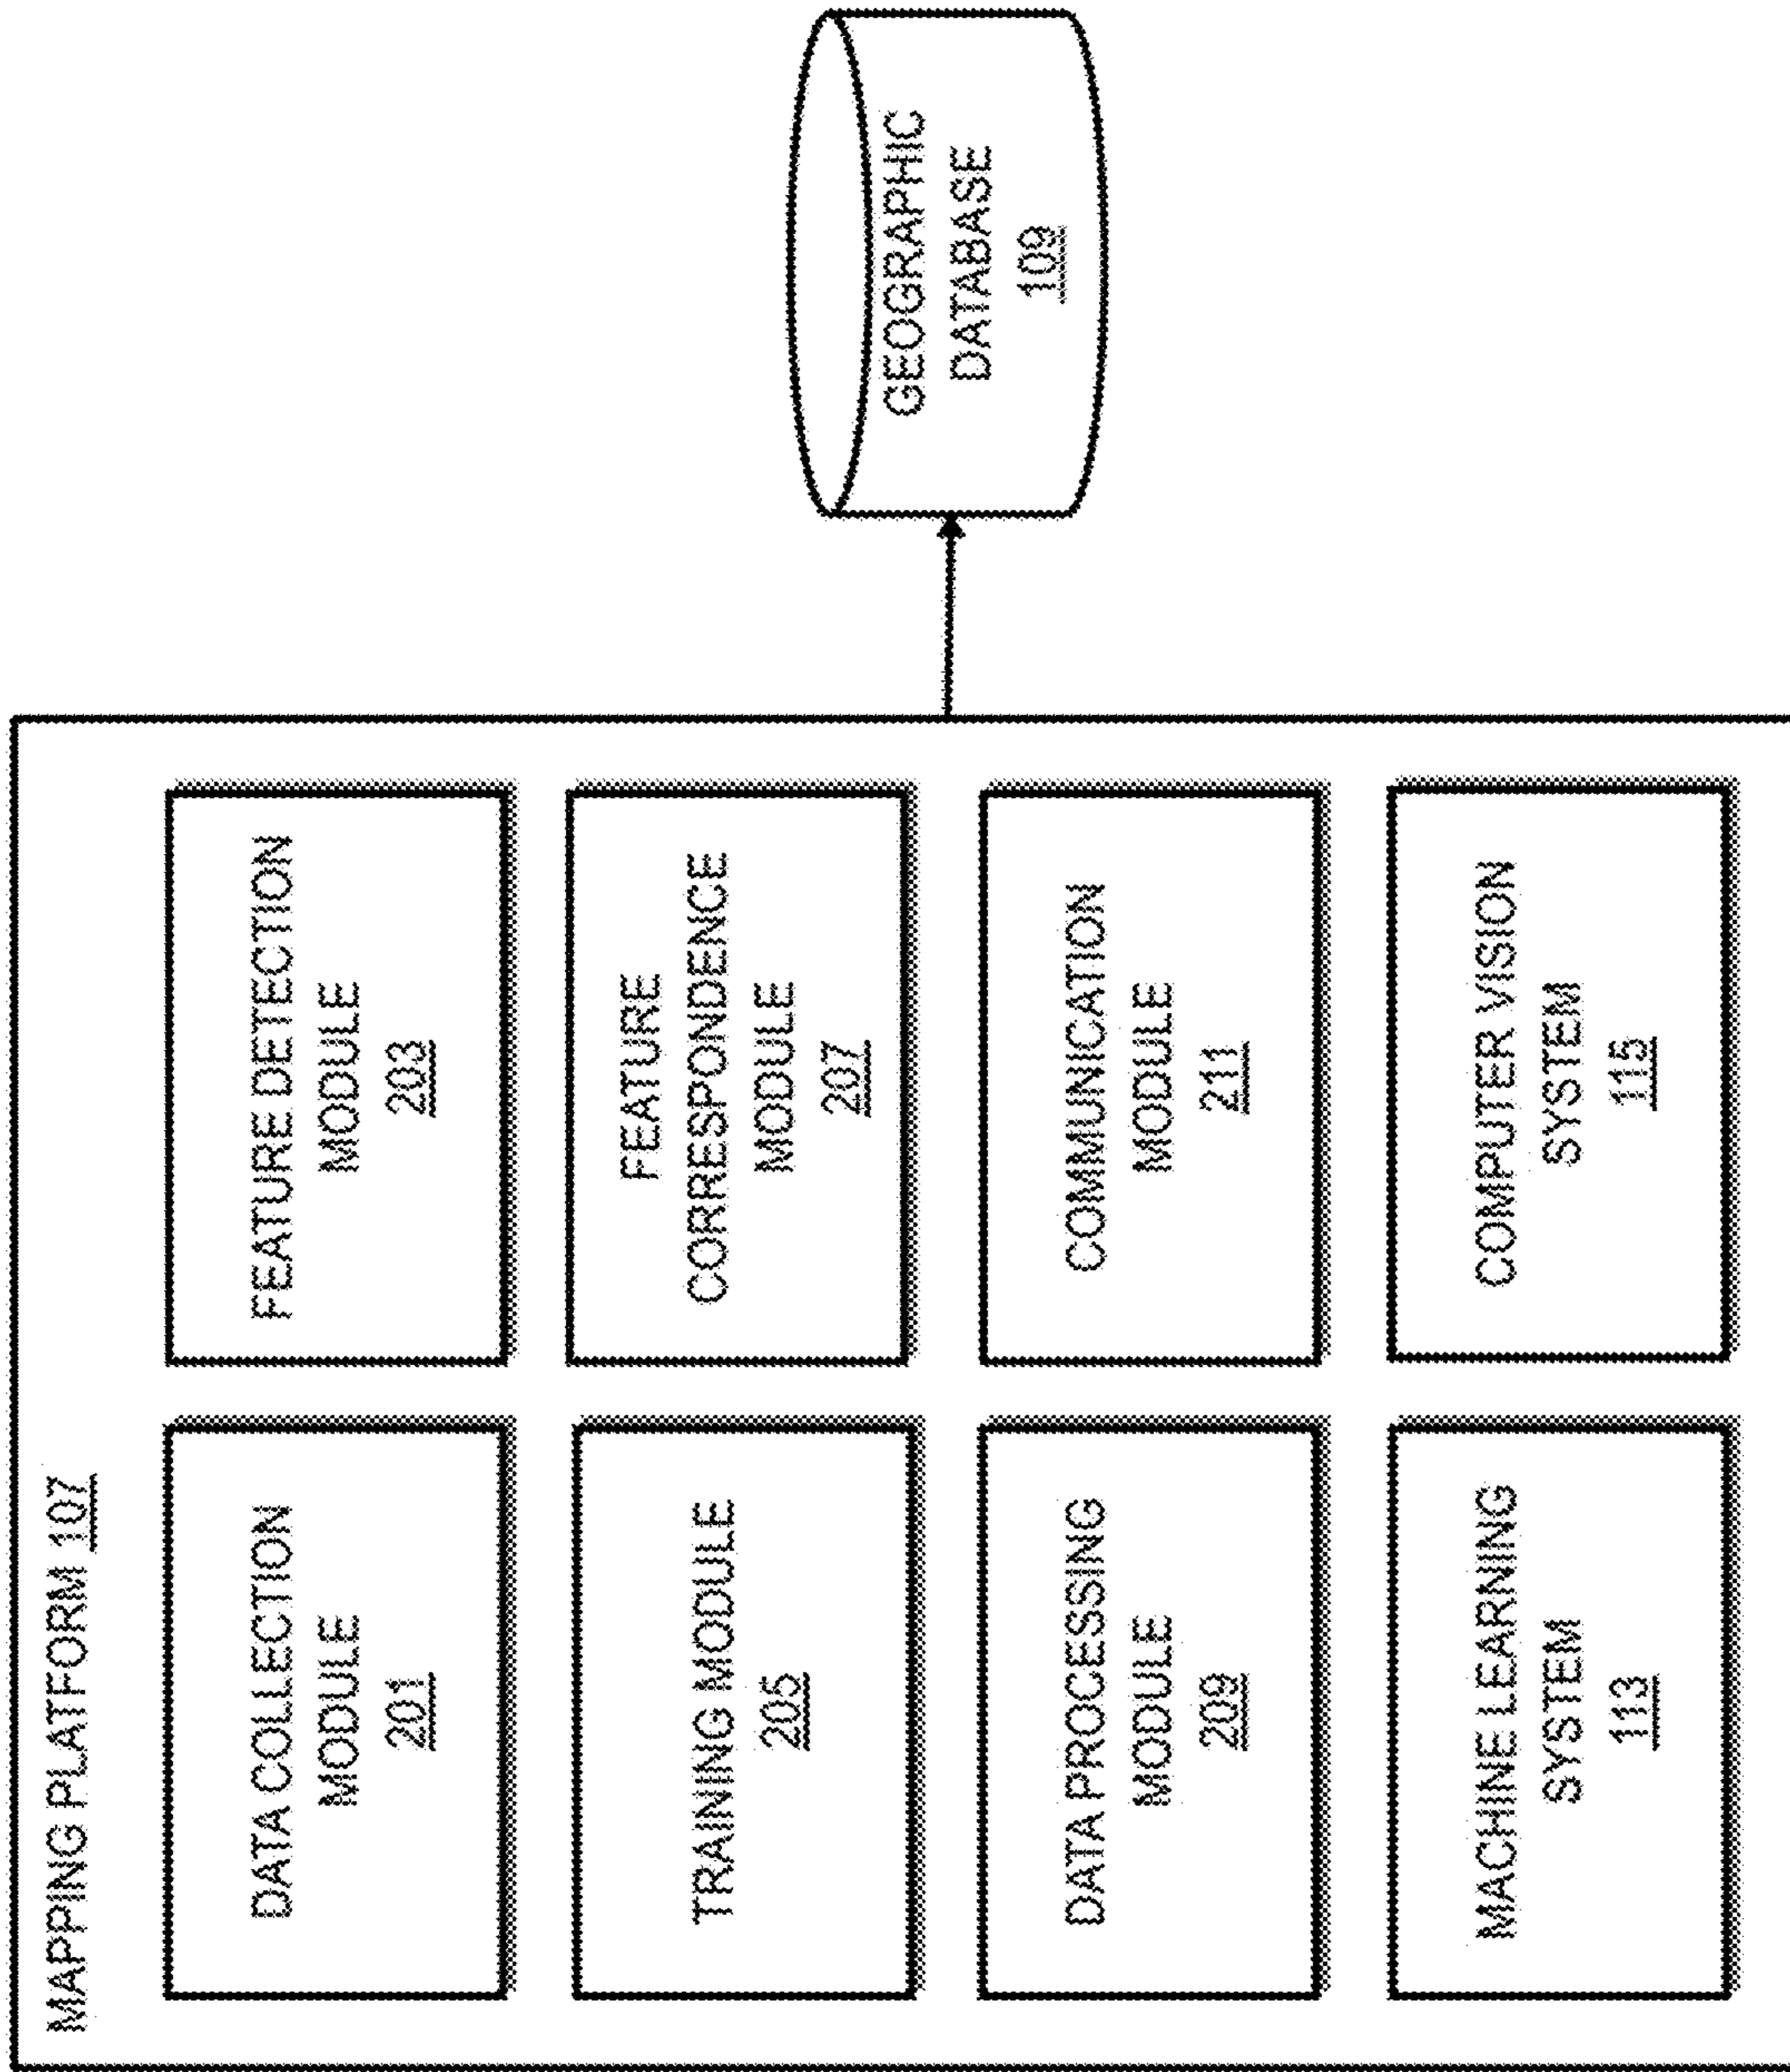 MAPPING PLATFORM 107
DATA COLLECTION
MODULE
201
FEATURE DETECTION
MODULE
203
TRAINING MODULE
205
FEATURE
CORRESPONDENCE
MODULE
207
DATA PROCESSING
MODULE
209
COMMUNICATION
MODULE
211
MACHINE LEARNING
SYSTEM
113
COMPUTER VISION
SYSTEM
115
GEOGRAPHIC
DATABASE
109